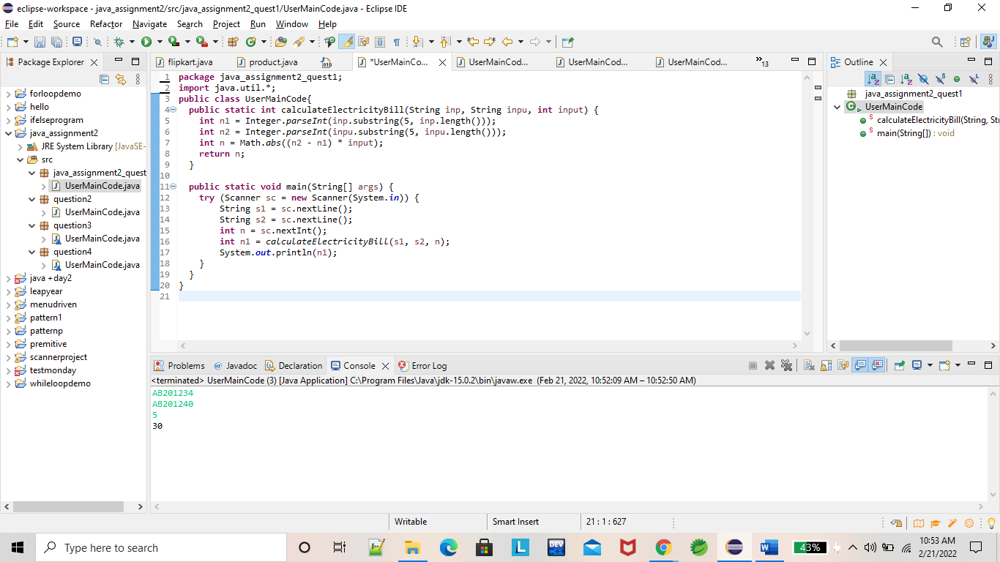 eclipse-workspace - java_assignment2/src/java_assignment2_quest1/UserMainCode.java - Eclipse IDE
File Edit Source Refactor Navigate Search Project Run Window Help
Package Explorer
flipkart.java product.java *UserMainCo... UserMainCod... UserMainCod... UserMainCod... »13
Outline
forloopdemo
hello
ifelseprogram
java_assignment2
JRE System Library [JavaSE-
src
java_assignment2_quest
UserMainCode.java
question2
UserMainCode.java
question3
UserMainCode.java
question4
UserMainCode.java
java +day2
leapyear
menudriven
pattern1
patternp
premitive
scannerproject
testmonday
whileloopdemo
1 package java_assignment2_quest1;
2 import java.util.*;
3 public class UserMainCode{
4 public static int calculateElectricityBill(String inp, String inpu, int input) {
5 int n1 = Integer.parseInt(inp.substring(5, inp.length()));
6 int n2 = Integer.parseInt(inpu.substring(5, inpu.length()));
7 int n = Math.abs((n2 - n1) * input);
8 return n;
9 }
10
11 public static void main(String[] args) {
12 try (Scanner sc = new Scanner(System.in)) {
13 String s1 = sc.nextLine();
14 String s2 = sc.nextLine();
15 int n = sc.nextInt();
16 int n1 = calculateElectricityBill(s1, s2, n);
17 System.out.println(n1);
18 }
19 }
20 }
21
java_assignment2_quest1
UserMainCode
calculateElectricityBill(String, St
main(String[]) : void
Problems @ Javadoc Declaration Console Error Log
<terminated> UserMainCode (3) [Java Application] C:\Program Files\Java\jdk-15.0.2\bin\javaw.exe (Feb 21, 2022, 10:52:09 AM – 10:52:50 AM)
AB201234
AB201240
5
30
Writable Smart Insert 21 : 1 : 627
Type here to search
DEV
43%
10:53 AM
2/21/2022